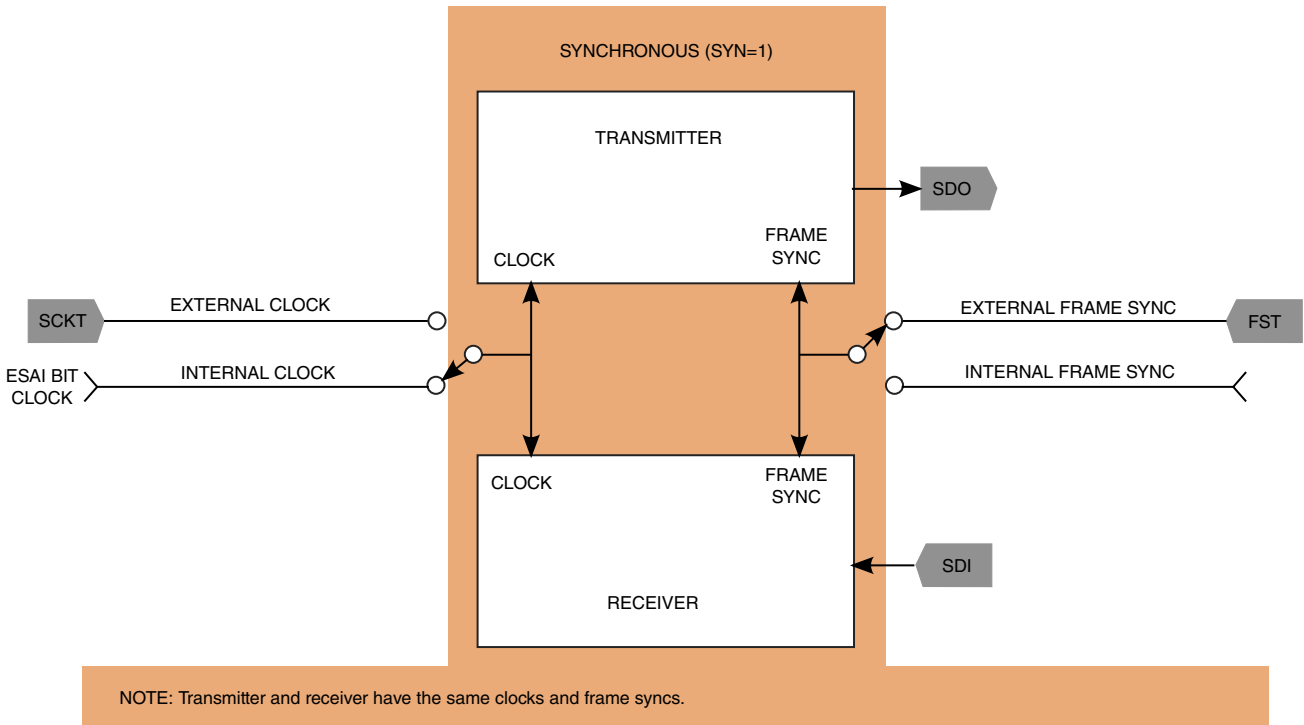 SYNCHRONOUS (SYN=1)
TRANSMITTER
SDO
FRAME
SYNC
CLOCK
EXTERNAL CLOCK
SCKT
EXTERNAL FRAME SYNC
FST
ESAI BIT
CLOCK
INTERNAL CLOCK
INTERNAL FRAME SYNC
CLOCK
FRAME
SYNC
SDI
RECEIVER
NOTE: Transmitter and receiver have the same clocks and frame syncs.